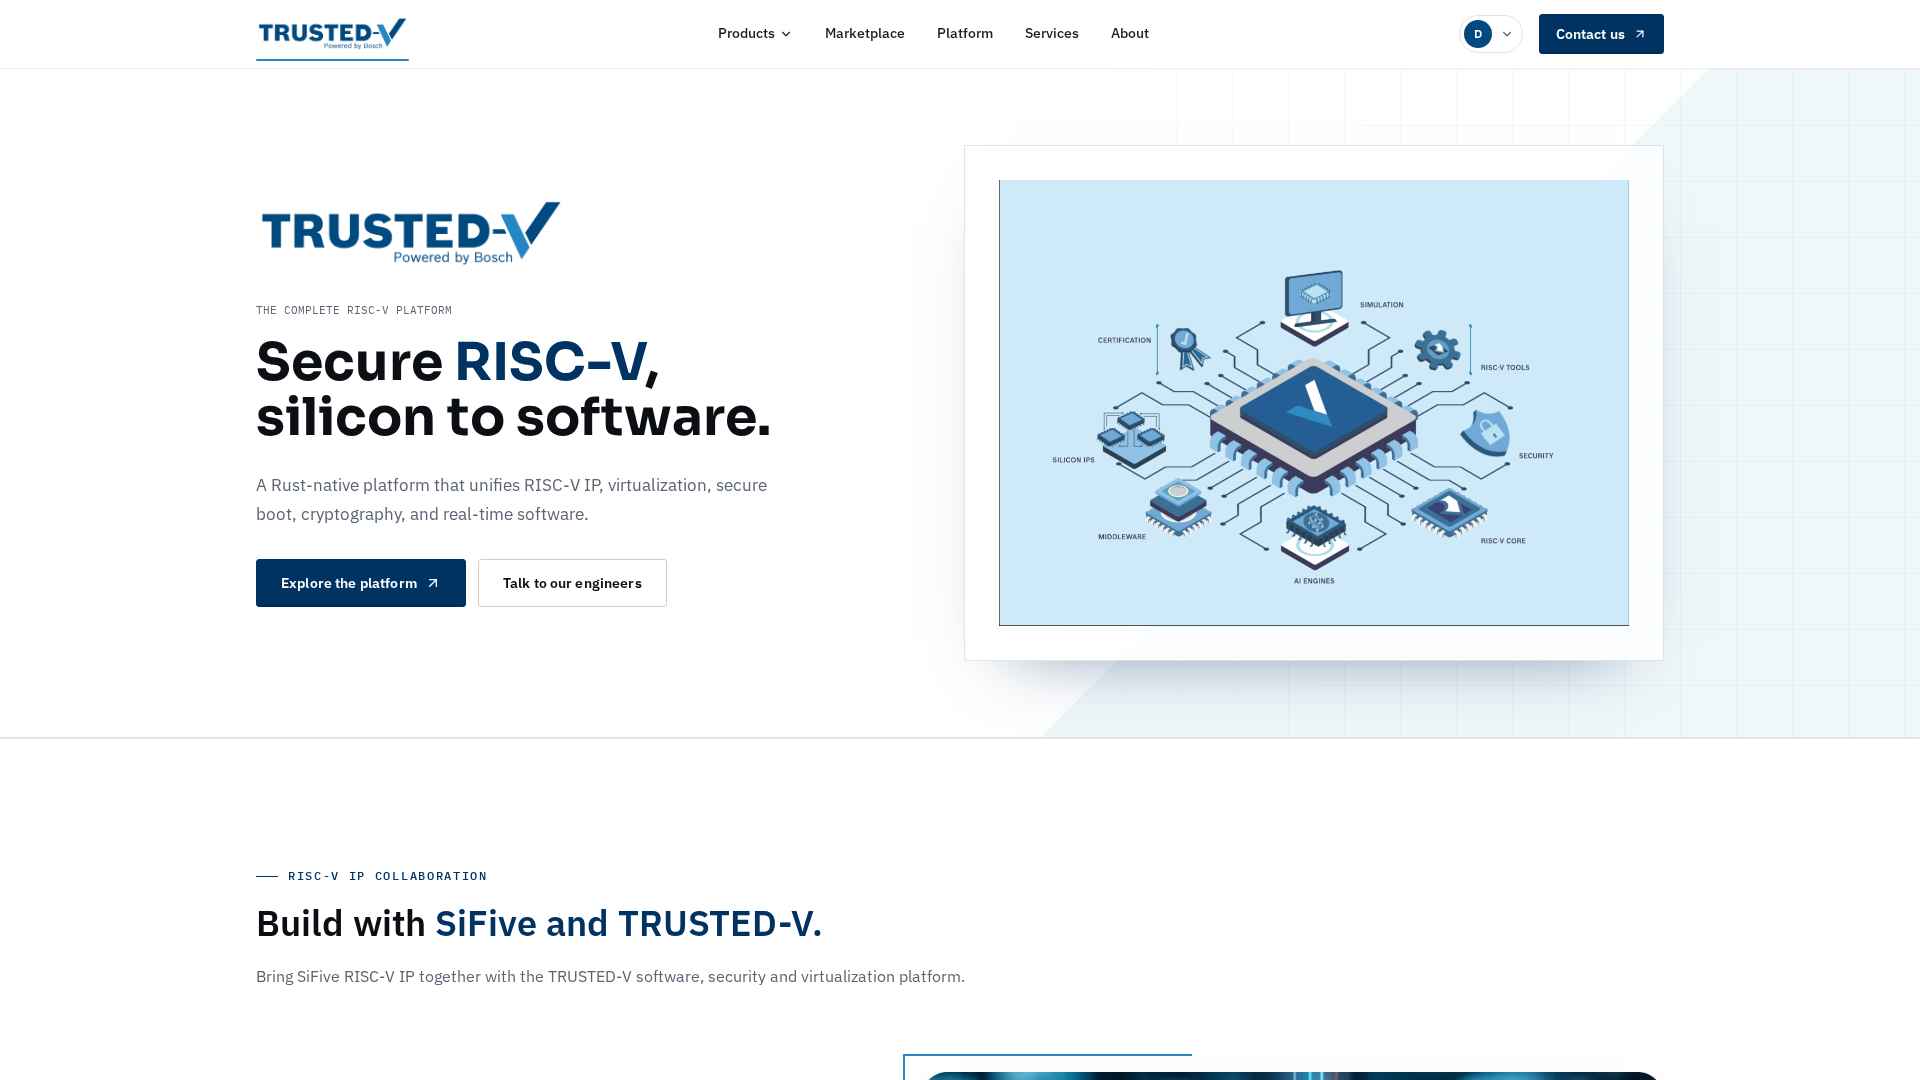 TRUSTED-V
Powered by Bosch
Products
Marketplace
Platform
Services
About
D
Contact us
TRUSTED-V
Powered by Bosch
THE COMPLETE RISC-V PLATFORM
Secure RISC-V,
silicon to software.
A Rust-native platform that unifies RISC-V IP, virtualization, secure
boot, cryptography, and real-time software.
Explore the platform
Talk to our engineers
SIMULATION
CERTIFICATION
RISC-V TOOLS
SILICON IPS
SECURITY
MIDDLEWARE
RISC-V CORE
AI ENGINES
RISC-V IP COLLABORATION
Build with SiFive and TRUSTED-V.
Bring SiFive RISC-V IP together with the TRUSTED-V software, security and virtualization platform.